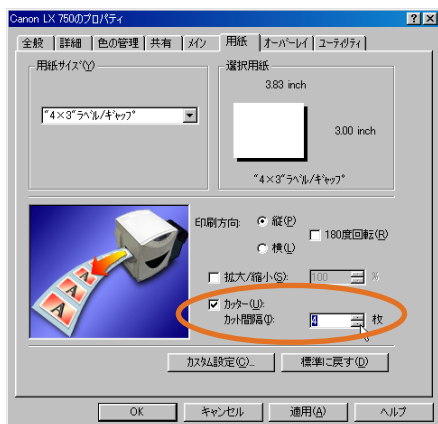 Canon LX 750のプロパティ
全般 詳細 色の管理 共有 メイン 用紙 オーバーレイ ユーティリティ
用紙サイズ(Y)
"4×3"ラベル/ギャップ"
選択用紙
3.83 inch
3.00 inch
"4×3"ラベル/ギャップ"
印刷方向: 縦(P)
180度回転(R)
横(L)
拡大/縮小(S): 100 %
カッター(U):
カット間隔(I): 4 枚
A
A
A
カスタム設定(C)... 標準に戻す(D)
OK キャンセル 適用(A) ヘルプ